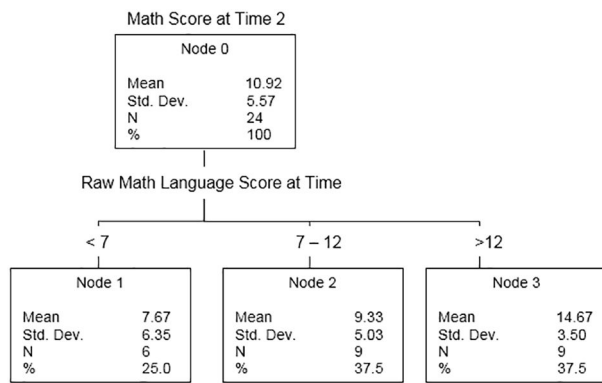 Math Score at Time 2
Node 0
Mean 10.92
Std. Dev. 5.57
N 24
% 100
Raw Math Language Score at Time
< 7
7 – 12
>12
Node 1
Mean 7.67
Std. Dev. 6.35
N 6
% 25.0
Node 2
Mean 9.33
Std. Dev. 5.03
N 9
% 37.5
Node 3
Mean 14.67
Std. Dev. 3.50
N 9
% 37.5